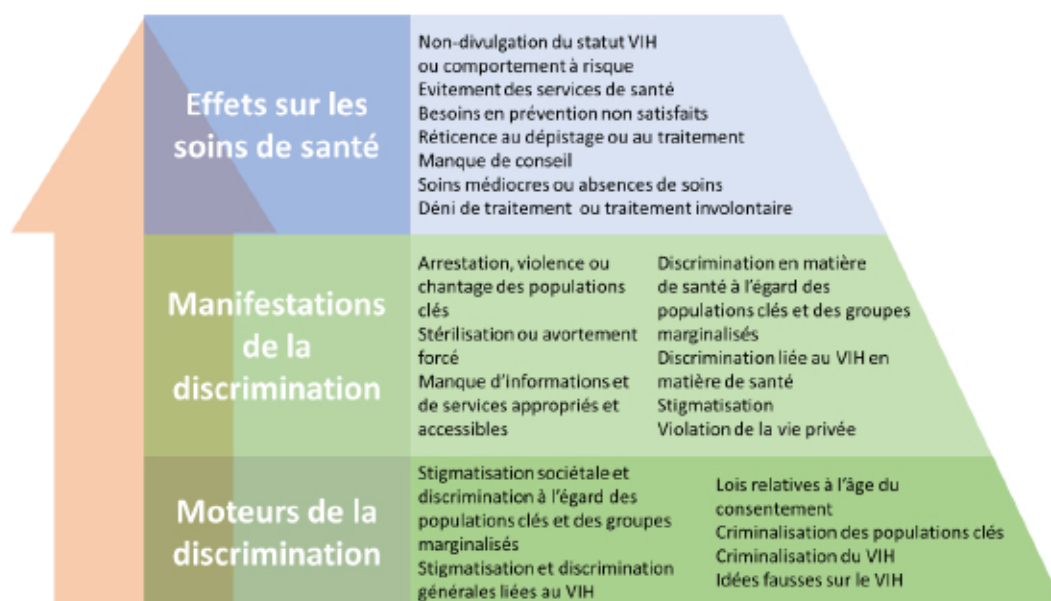 Effets sur les
soins de santé
Non-divulgation du statut VIH
ou comportement à risque
Evitement des services de santé
Besoins en prévention non satisfaits
Réticence au dépistage ou au traitement
Manque de conseil
Soins médiocres ou absences de soins
Déni de traitement ou traitement involontaire
Manifestations
de la
discrimination
Arrestation, violence ou
chantage des populations
clés
Stérilisation ou avortement
forcé
Manque d'informations et
de services appropriés et
accessibles
Discrimination en matière
de santé à l'égard des
populations clés et des groupes
marginalisés
Discrimination liée au VIH en
matière de santé
Stigmatisation
Violation de la vie privée
Moteurs de la
discrimination
Stigmatisation sociétale et
discrimination à l'égard des
populations clés et des groupes
marginalisés
Stigmatisation et discrimination
générales liées au VIH
Lois relatives à l'âge du
consentement
Criminalisation des populations clés
Criminalisation du VIH
Idées fausses sur le VIH